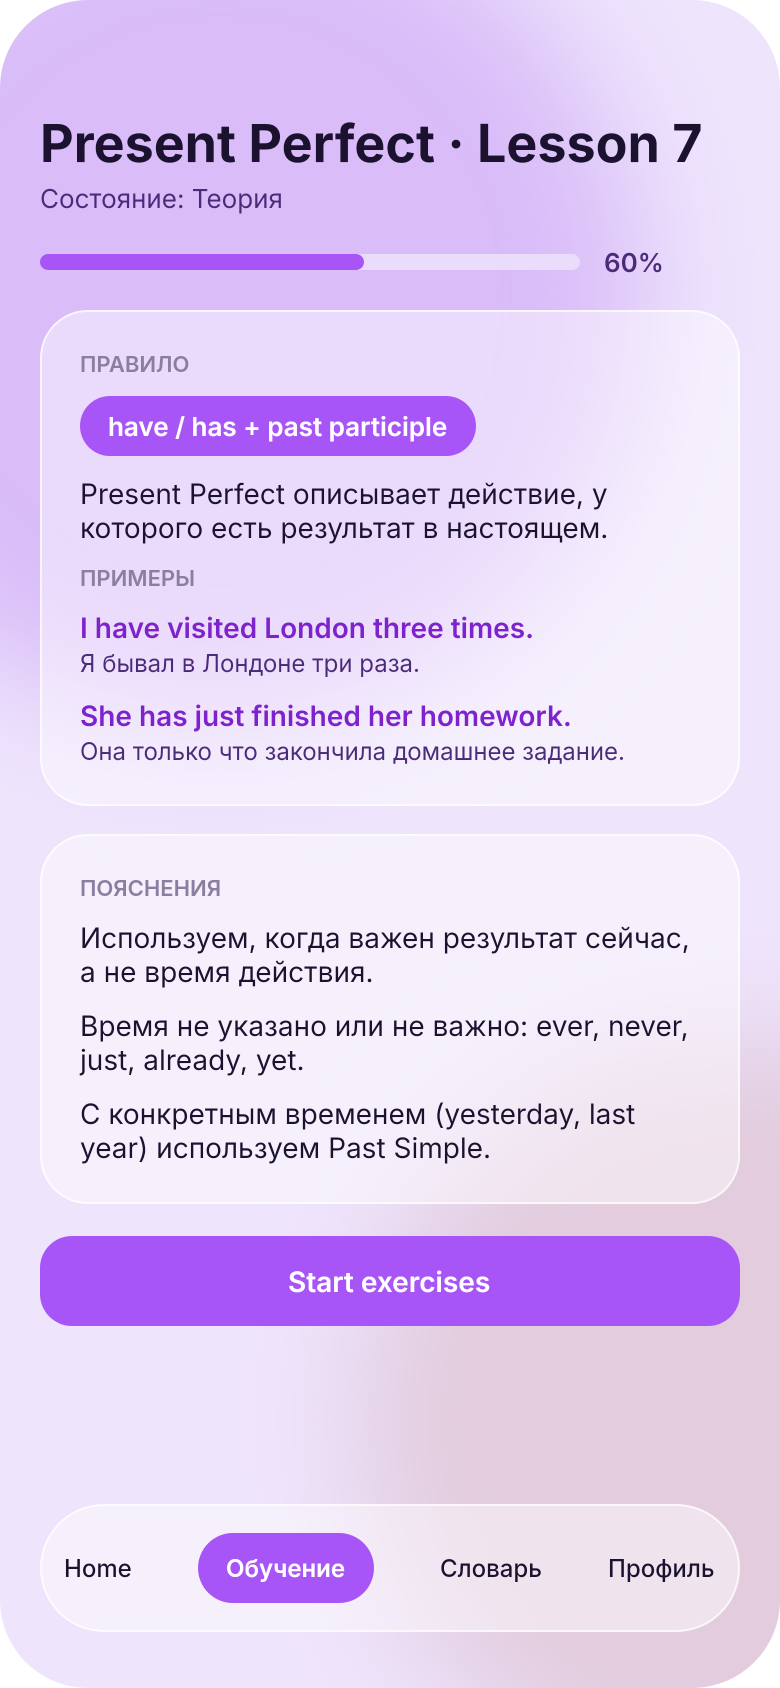 Present Perfect · Lesson 7
Состояние: Теория
60%
ПРАВИЛО
have / has + past participle
Present Perfect описывает действие, у
которого есть результат в настоящем.
ПРИМЕРЫ
I have visited London three times.
Я бывал в Лондоне три раза.
She has just finished her homework.
Она только что закончила домашнее задание.
ПОЯСНЕНИЯ
Используем, когда важен результат сейчас,
а не время действия.
Время не указано или не важно: ever, never,
just, already, yet.
С конкретным временем (yesterday, last
year) используем Past Simple.
Start exercises
Home Обучение Словарь Профиль